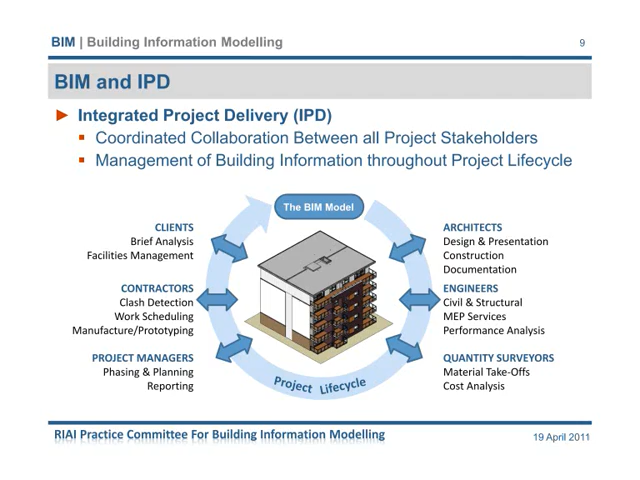 BIM | Building Information Modelling
9
BIM and IPD
Integrated Project Delivery (IPD)
Coordinated Collaboration Between all Project Stakeholders
Management of Building Information throughout Project Lifecycle
The BIM Model
CLIENTS
Brief Analysis
Facilities Management
CONTRACTORS
Clash Detection
Work Scheduling
Manufacture/Prototyping
PROJECT MANAGERS
Phasing & Planning
Reporting
ARCHITECTS
Design & Presentation
Construction
Documentation
ENGINEERS
Civil & Structural
MEP Services
Performance Analysis
QUANTITY SURVEYORS
Material Take-Offs
Cost Analysis
Project Lifecycle
RIAI Practice Committee For Building Information Modelling
19 April 2011